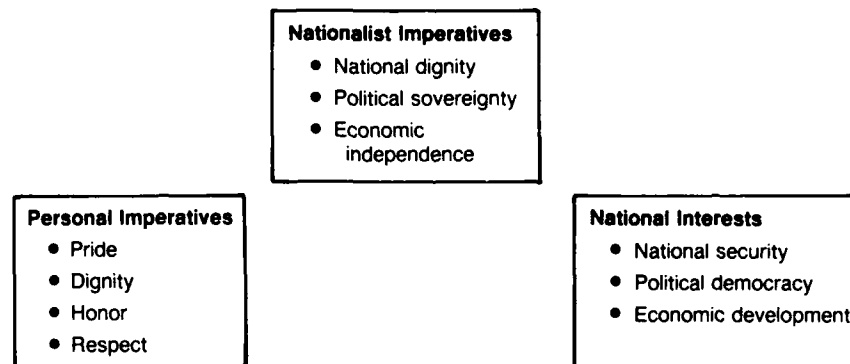 Nationalist Imperatives
• National dignity
• Political sovereignty
• Economic
independence
Personal Imperatives
• Pride
• Dignity
• Honor
• Respect
National Interests
• National security
• Political democracy
• Economic development